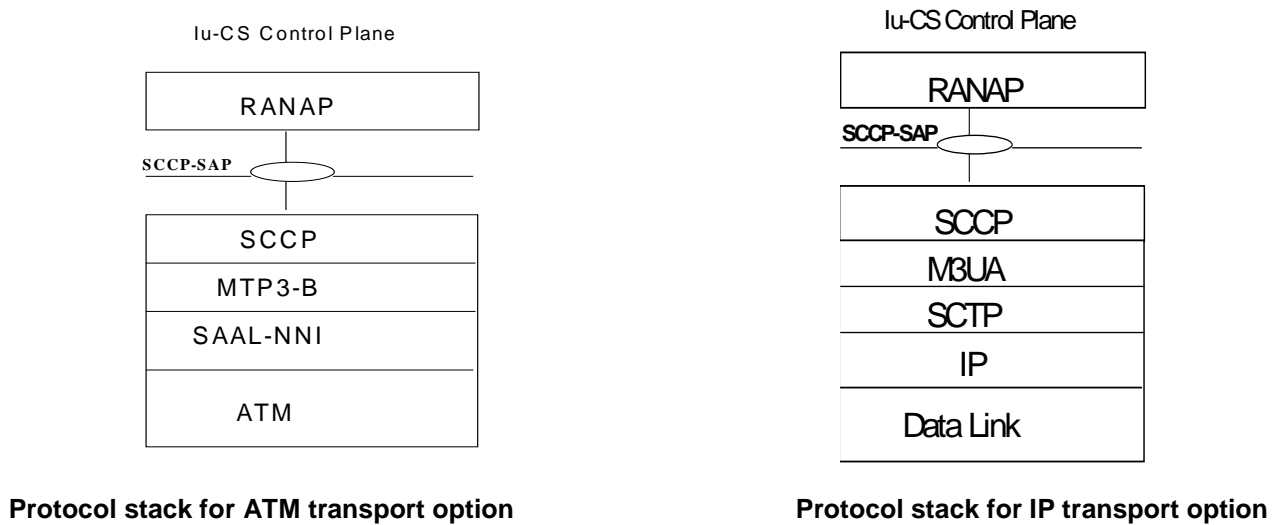 Iu-CS Control Plane
RANAP
SCCP-SAP
SCCP
MTP3-B
SAAL-NNI
ATM
Protocol stack for ATM transport option
Iu-CS Control Plane
RANAP
SCCP-SAP
SCCP
M3UA
SCTP
IP
Data Link
Protocol stack for IP transport option